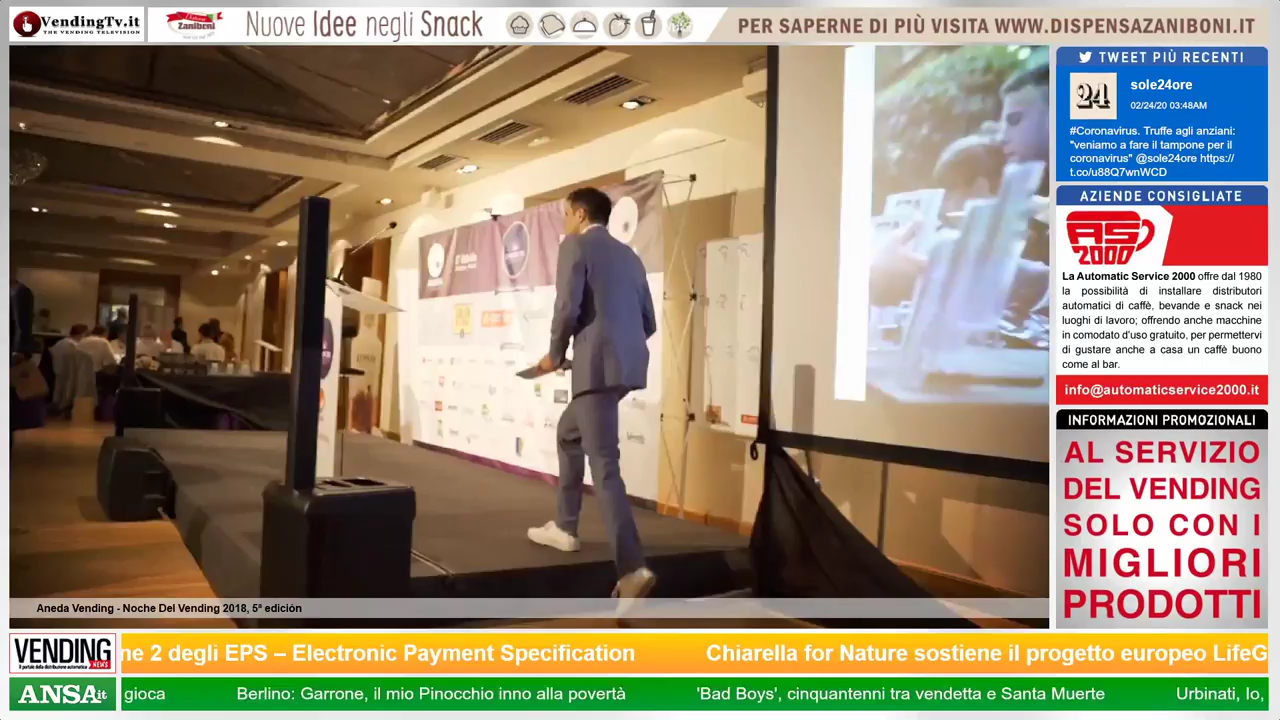 VendingTv.it
THE VENDING TELEVISION
Zaniboni
Nuove Idee negli Snack
PER SAPERNE DI PIÙ VISITA WWW.DISPENSAZANIBONI.IT
TWEET PIÙ RECENTI
24
sole24ore
02/24/20 03:48AM
#Coronavirus. Truffe agli anziani:
"veniamo a fare il tampone per il
coronavirus" @sole24ore https://
t.co/u88Q7wnWCD
AZIENDE CONSIGLIATE
AS
2000
La Automatic Service 2000 offre dal 1980
la possibilità di installare distributori
automatici di caffè, bevande e snack nei
luoghi di lavoro; offrendo anche macchine
in comodato d'uso gratuito, per permettervi
di gustare anche a casa un caffè buono
come al bar.
info@automaticservice2000.it
INFORMAZIONI PROMOZIONALI
AL SERVIZIO
DEL VENDING
SOLO CON I
MIGLIORI
PRODOTTI
Aneda Vending - Noche Del Vending 2018, 5ª edición
VENDING
NEWS
Il portale della distribuzione automatica
ne 2 degli EPS – Electronic Payment Specification Chiarella for Nature sostiene il progetto europeo LifeG
ANSA.it
gioca Berlino: Garrone, il mio Pinocchio inno alla povertà 'Bad Boys', cinquantenni tra vendetta e Santa Muerte Urbinati, Io,